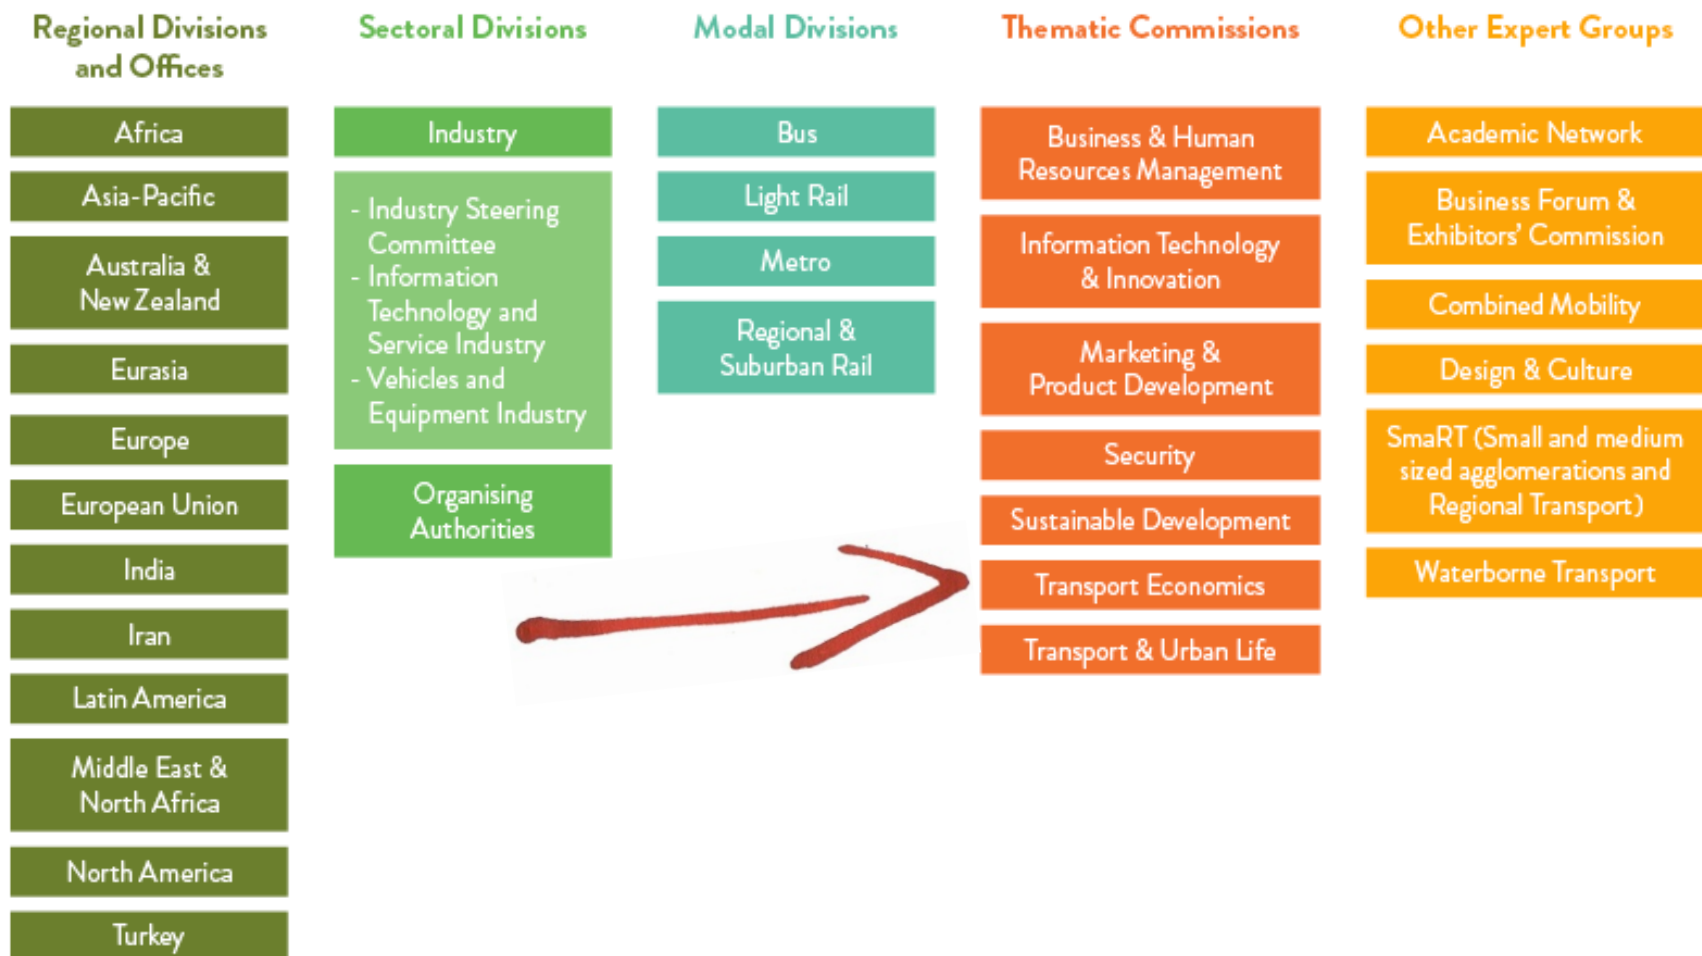 Regional Divisions
and Offices
Africa
Asia-Pacific
Australia &
New Zealand
Eurasia
Europe
European Union
India
Iran
Latin America
Middle East &
North Africa
North America
Turkey
Sectoral Divisions
Industry
- Industry Steering
Committee
- Information
Technology and
Service Industry
- Vehicles and
Equipment Industry
Organising
Authorities
Modal Divisions
Bus
Light Rail
Metro
Regional &
Suburban Rail
Thematic Commissions
Business & Human
Resources Management
Information Technology
& Innovation
Marketing &
Product Development
Security
Sustainable Development
Transport Economics
Transport & Urban Life
Other Expert Groups
Academic Network
Business Forum &
Exhibitors' Commission
Combined Mobility
Design & Culture
SmaRT (Small and medium
sized agglomerations and
Regional Transport)
Waterborne Transport